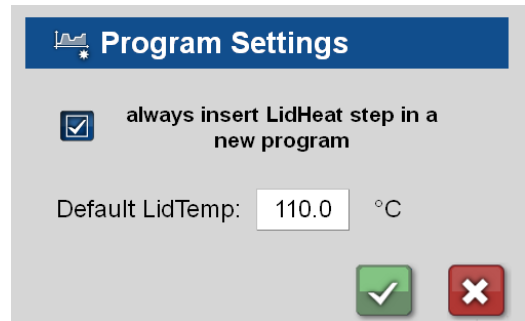 Program Settings
always insert LidHeat step in a
new program
Default LidTemp: 110.0 °C